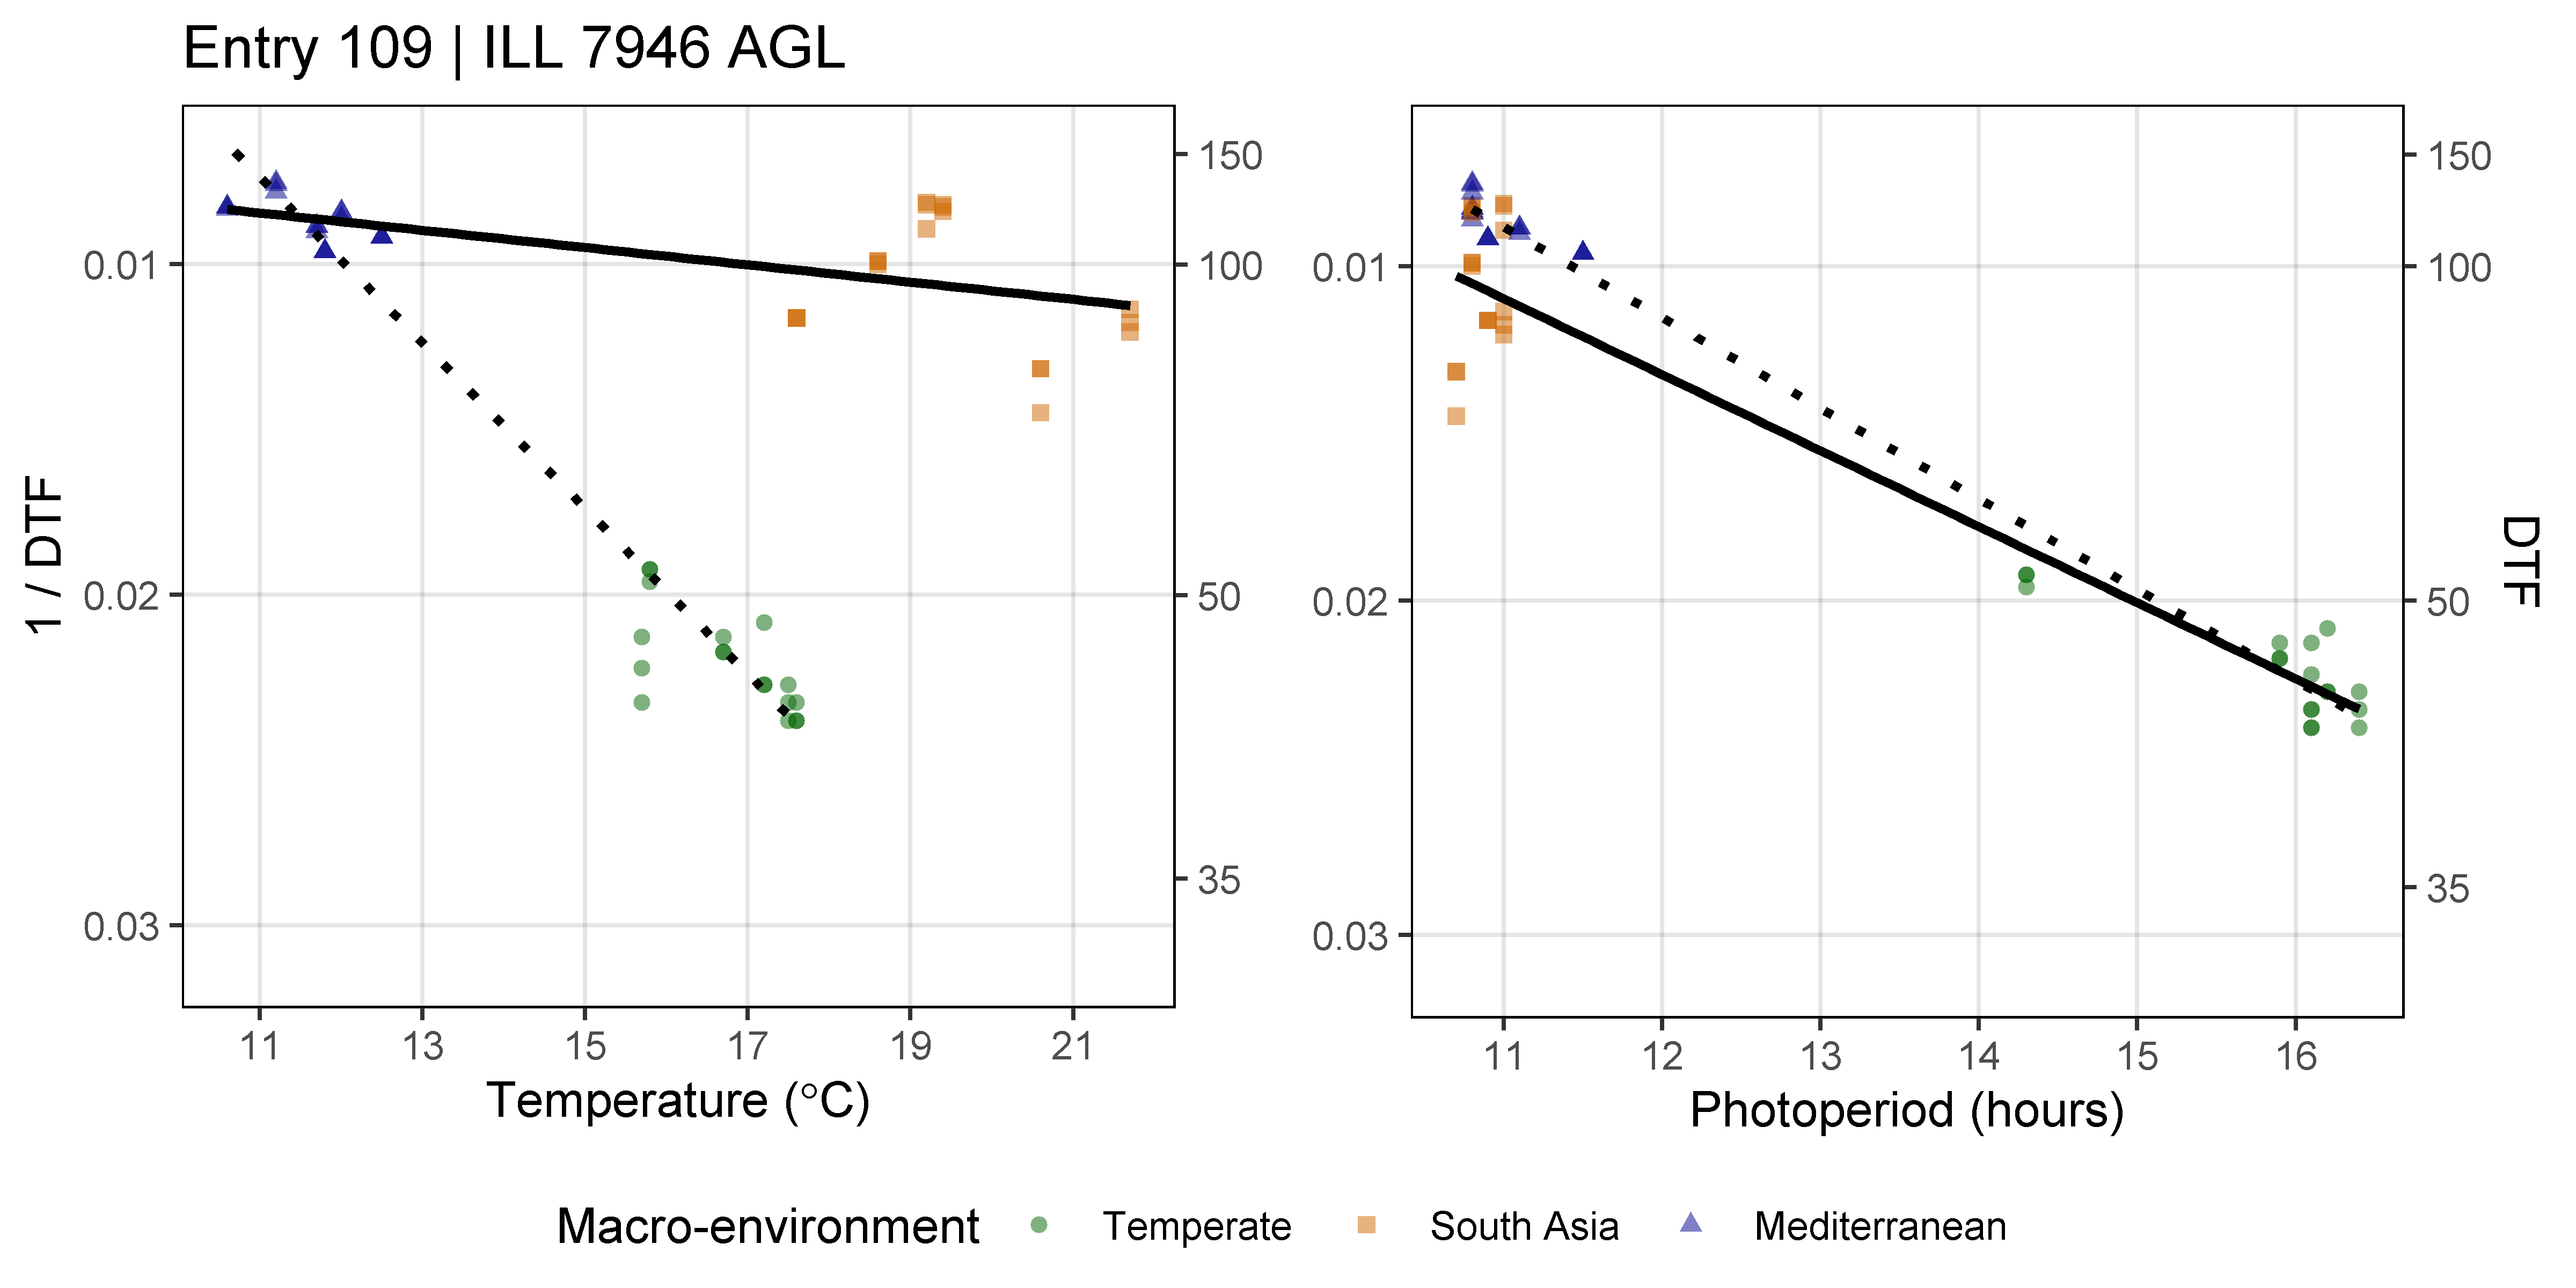 Entry 109 | ILL 7946 AGL
1 / DTF
0.01
0.02
0.03
150
100
50
35
11 13 15 17 19 21
Temperature (°C)
0.01
0.02
0.03
150
100
50
35
DTF
11 12 13 14 15 16
Photoperiod (hours)
Macro-environment Temperate South Asia Mediterranean